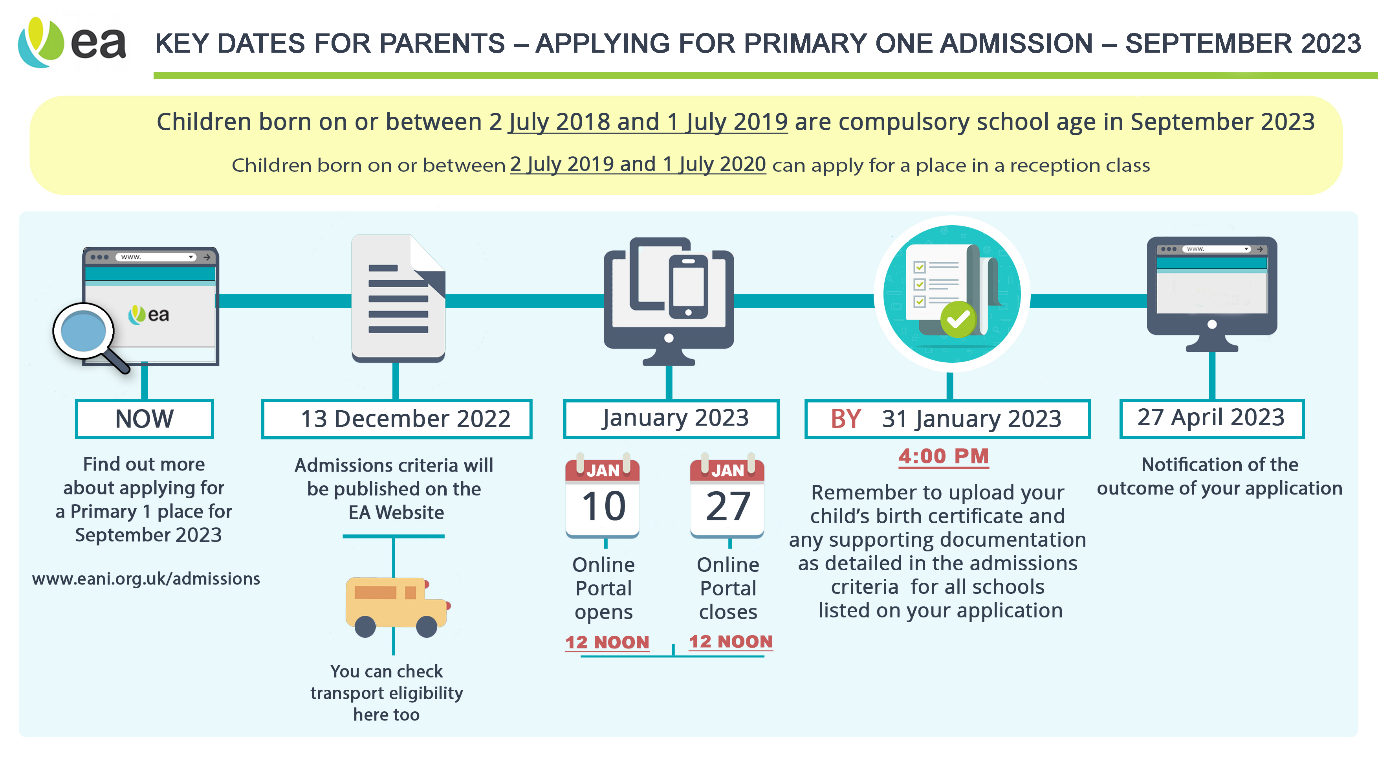 ea KEY DATES FOR PARENTS – APPLYING FOR PRIMARY ONE ADMISSION – SEPTEMBER 2023
Children born on or between 2 July 2018 and 1 July 2019 are compulsory school age in September 2023
Children born on or between 2 July 2019 and 1 July 2020 can apply for a place in a reception class
www.
ea
NOW
Find out more
about applying for
a Primary 1 place for
September 2023
www.eani.org.uk/admissions
13 December 2022
Admissions criteria will
be published on the
EA Website
You can check
transport eligibility
here too
January 2023
JAN
10
Online
Portal
opens
12 NOON
JAN
27
Online
Portal
closes
12 NOON
BY 31 January 2023
4:00 PM
Remember to upload your
child's birth certificate and
any supporting documentation
as detailed in the admissions
criteria for all schools
listed on your application
www.
27 April 2023
Notification of the
outcome of your application